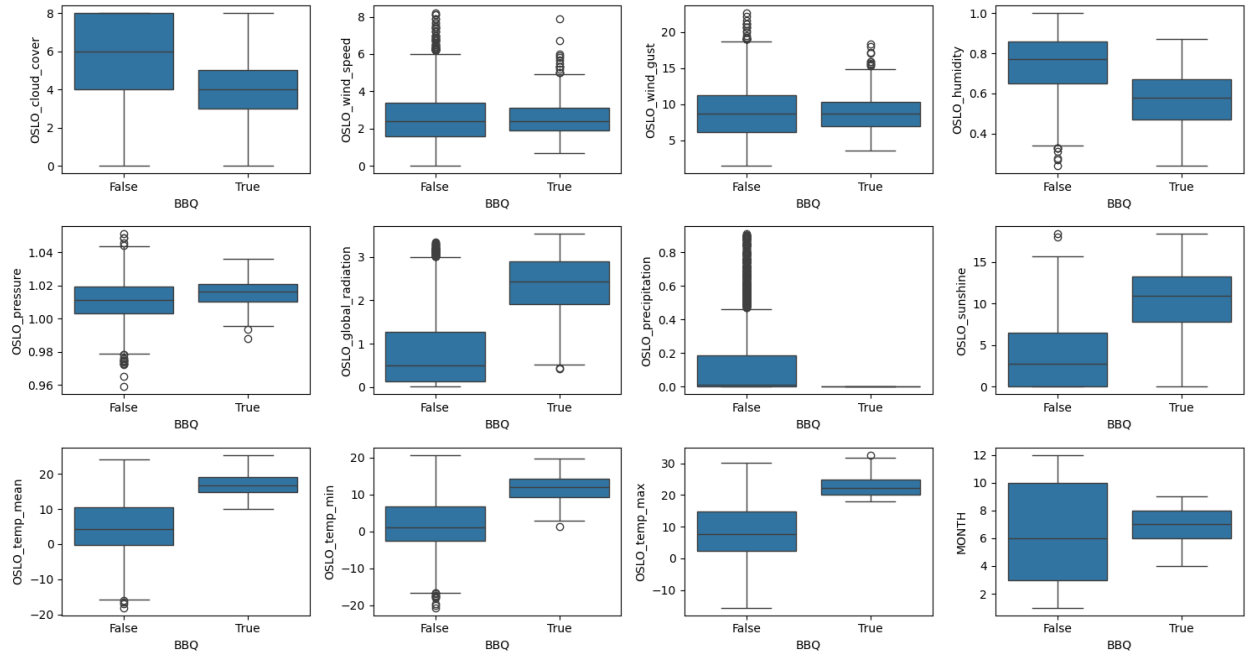 OSLO_cloud_cover
8
6
4
2
0
False
True
BBQ
OSLO_wind_speed
8
6
4
2
0
False
True
BBQ
OSLO_wind_gust
20
15
10
5
False
True
BBQ
OSLO_humidity
1.0
0.8
0.6
0.4
False
True
BBQ
OSLO_pressure
1.04
1.02
1.00
0.98
0.96
False
True
BBQ
OSLO_global_radiation
3
2
1
0
False
True
BBQ
OSLO_precipitation
0.8
0.6
0.4
0.2
0.0
False
True
BBQ
OSLO_sunshine
15
10
5
0
False
True
BBQ
OSLO_temp_mean
20
10
0
−10
−20
False
True
BBQ
OSLO_temp_min
20
10
0
−10
−20
False
True
BBQ
OSLO_temp_max
30
20
10
0
−10
False
True
BBQ
MONTH
12
10
8
6
4
2
False
True
BBQ